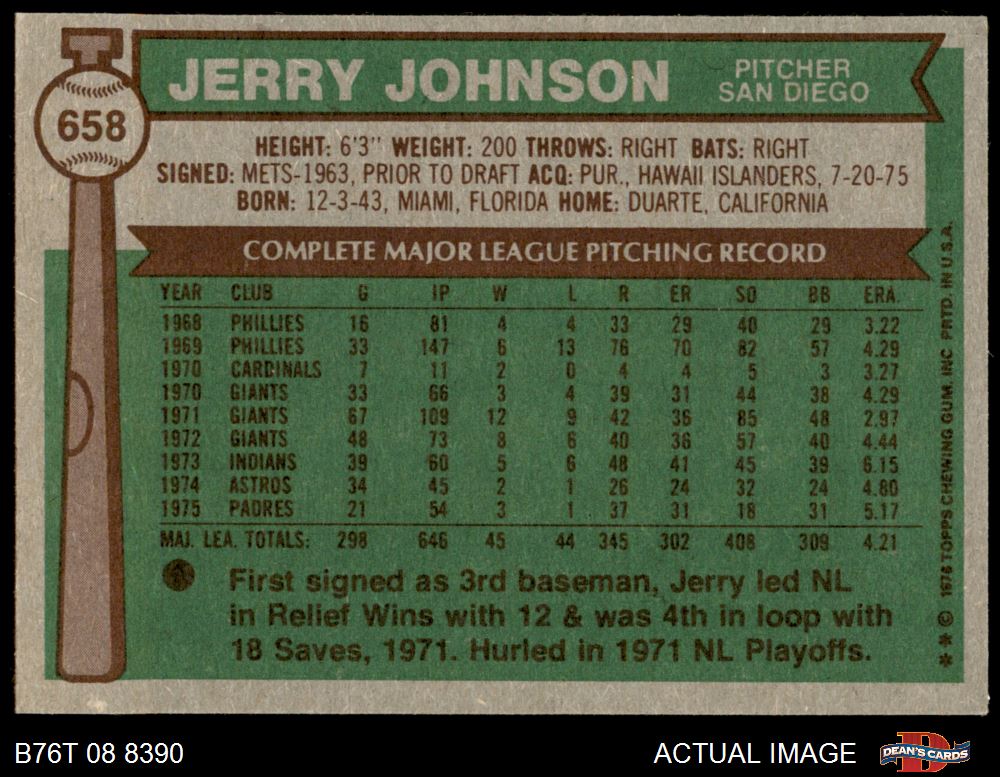 658
JERRY JOHNSON
PITCHER
SAN DIEGO
HEIGHT: 6'3" WEIGHT: 200 THROWS: RIGHT BATS: RIGHT
SIGNED: METS-1963, PRIOR TO DRAFT ACQ: PUR., HAWAII ISLANDERS, 7-20-75
BORN: 12-3-43, MIAMI, FLORIDA HOME: DUARTE, CALIFORNIA
COMPLETE MAJOR LEAGUE PITCHING RECORD
YEAR CLUB G IP W L R ER SO BB ERA.
1968 PHILLIES 16 81 4 4 33 29 40 29 3.22
1969 PHILLIES 33 147 6 13 76 70 82 57 4.29
1970 CARDINALS 7 11 2 0 4 4 5 3 3.27
1970 GIANTS 33 66 3 4 39 31 44 38 4.29
1971 GIANTS 67 109 12 9 42 36 85 48 2.97
1972 GIANTS 48 73 8 6 40 36 57 40 4.44
1973 INDIANS 39 60 5 6 48 41 45 39 6.15
1974 ASTROS 34 45 2 1 26 24 32 24 4.80
1975 PADRES 21 54 3 1 37 31 18 31 5.17
MAJ. LEA. TOTALS: 298 646 45 44 345 302 408 309 4.21
First signed as 3rd baseman, Jerry led NL
in Relief Wins with 12 & was 4th in loop with
18 Saves, 1971. Hurled in 1971 NL Playoffs.
* * © 1976 TOPPS CHEWING GUM, INC PRTD. IN U.S.A.
B76T 08 8390
ACTUAL IMAGE
DEAN'S CARDS